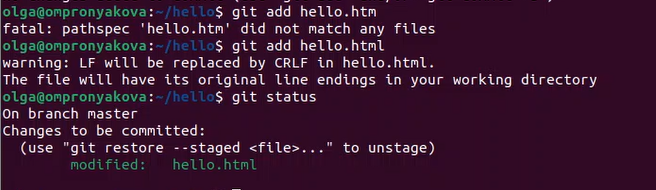 olga@ompronyakova:~/hello$ git add hello.htm
fatal: pathspec 'hello.htm' did not match any files
olga@ompronyakova:~/hello$ git add hello.html
warning: LF will be replaced by CRLF in hello.html.
The file will have its original line endings in your working directory
olga@ompronyakova:~/hello$ git status
On branch master
Changes to be committed:
  (use "git restore --staged <file>..." to unstage)
        modified:   hello.html